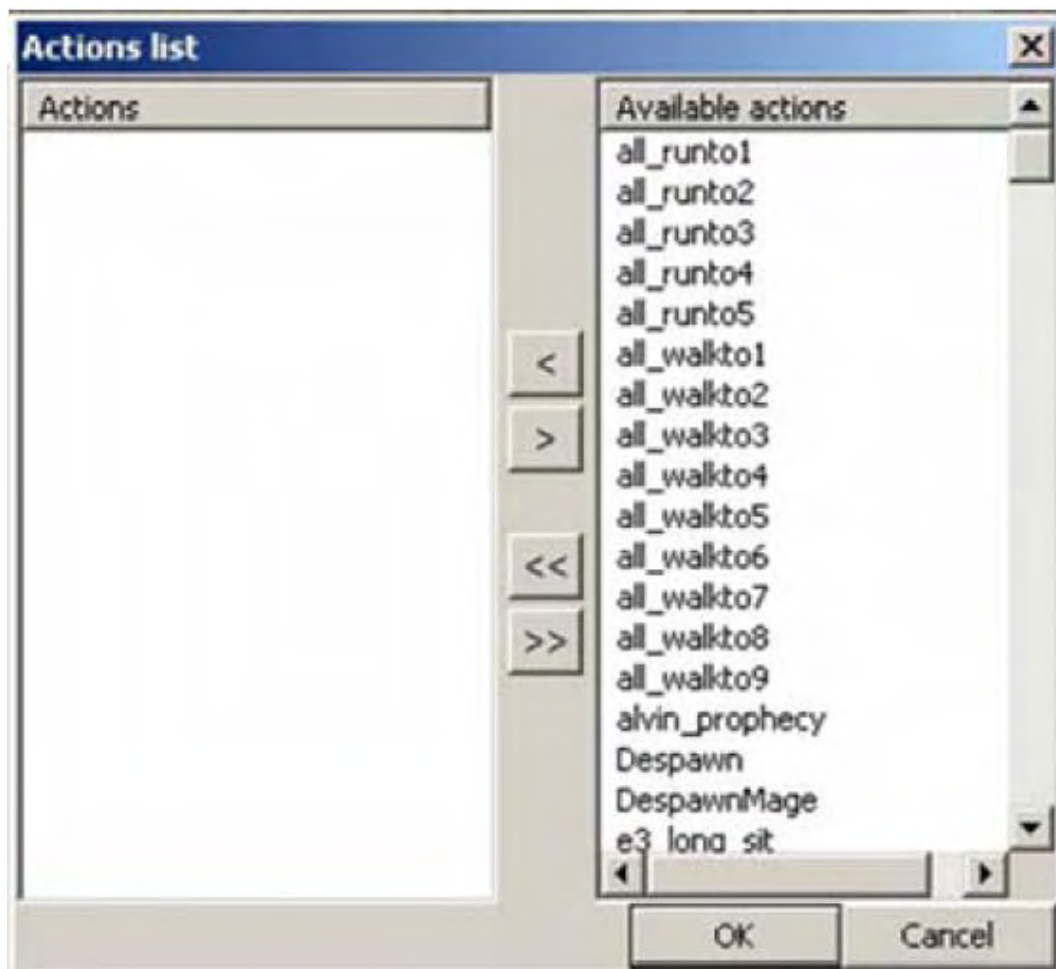 Actions list
Actions
Available actions
all_runto1
all_runto2
all_runto3
all_runto4
all_runto5
all_walkto1
all_walkto2
all_walkto3
all_walkto4
all_walkto5
all_walkto6
all_walkto7
all_walkto8
all_walkto9
alvin_prophecy
Despawn
DespawnMage
e3_long_sit
<
>
<<
>>
OK
Cancel